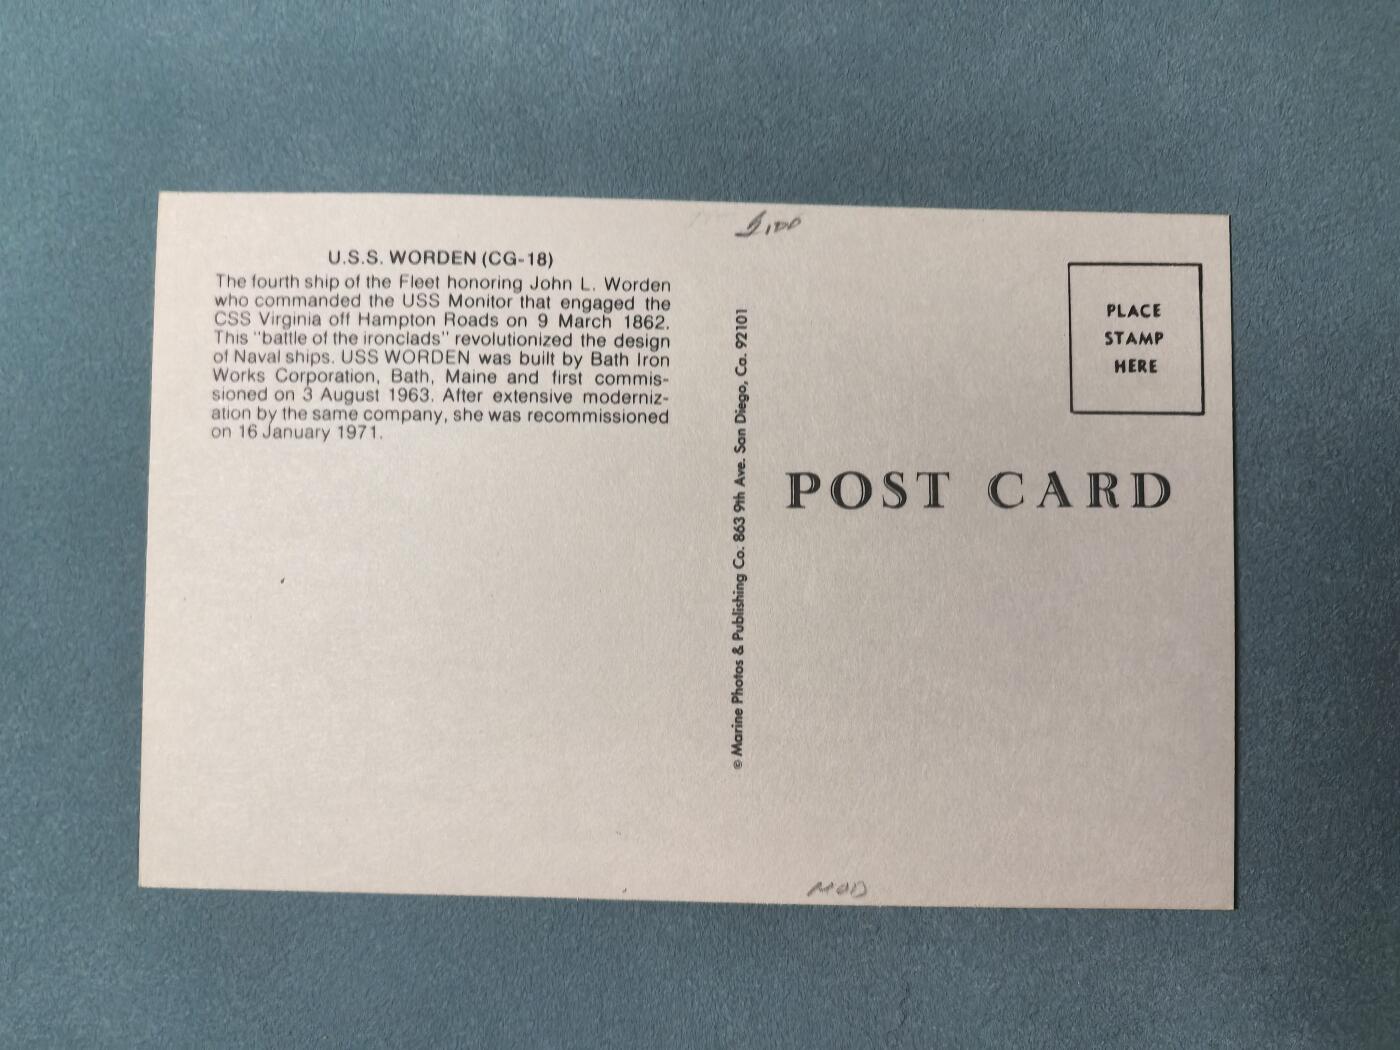 U.S.S. WORDEN (CG-18)
The fourth ship of the Fleet honoring John L. Worden
who commanded the USS Monitor that engaged the
CSS Virginia off Hampton Roads on 9 March 1862.
This "battle of the ironclads" revolutionized the design
of Naval ships. USS WORDEN was built by Bath Iron
Works Corporation, Bath, Maine and first commis-
sioned on 3 August 1963. After extensive moderniz-
ation by the same company, she was recommissioned
on 16 January 1971.
© Marine Photos & Publishing Co. 863 9th Ave. San Diego, Ca. 92101
PLACE
STAMP
HERE
POST CARD
MOD